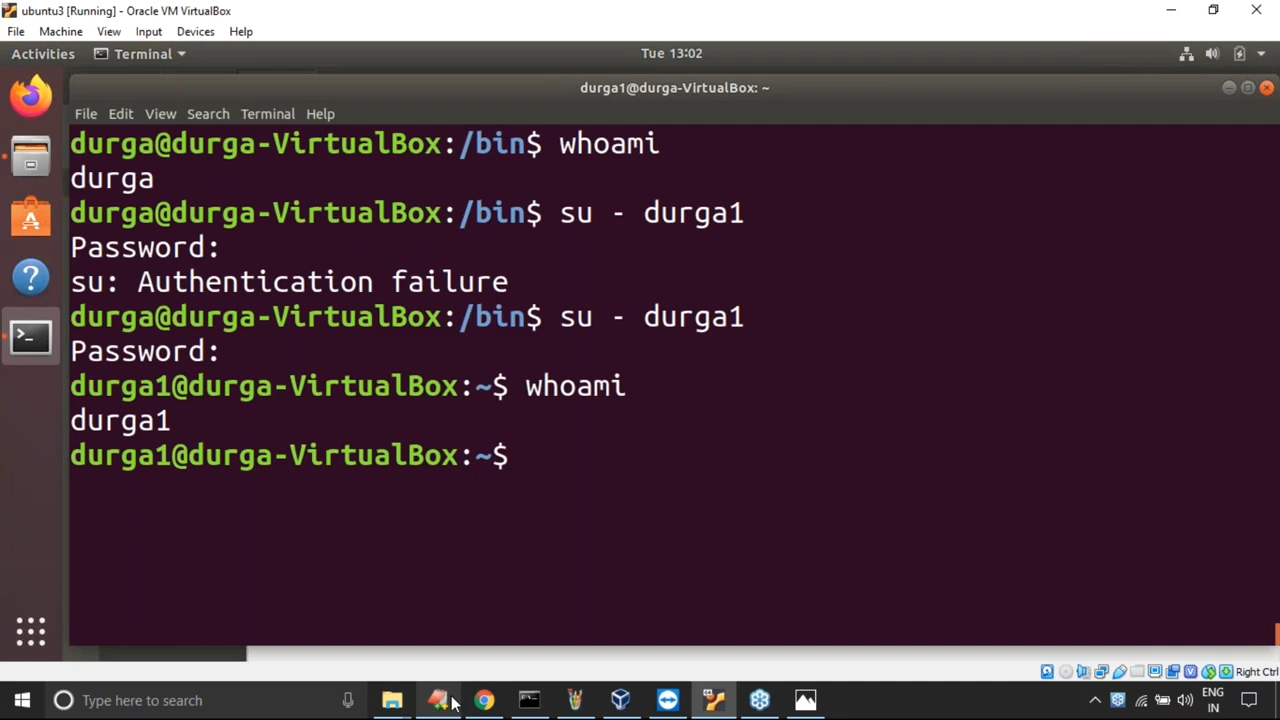 ubuntu3 [Running] - Oracle VM VirtualBox
File Machine View Input Devices Help
Activities Terminal Tue 13:02
durga1@durga-VirtualBox: ~
File Edit View Search Terminal Help
durga@durga-VirtualBox:/bin$ whoami
durga
durga@durga-VirtualBox:/bin$ su - durga1
Password:
su: Authentication failure
durga@durga-VirtualBox:/bin$ su - durga1
Password:
durga1@durga-VirtualBox:~$ whoami
durga1
durga1@durga-VirtualBox:~$
Right Ctrl
Type here to search
ENG
IN